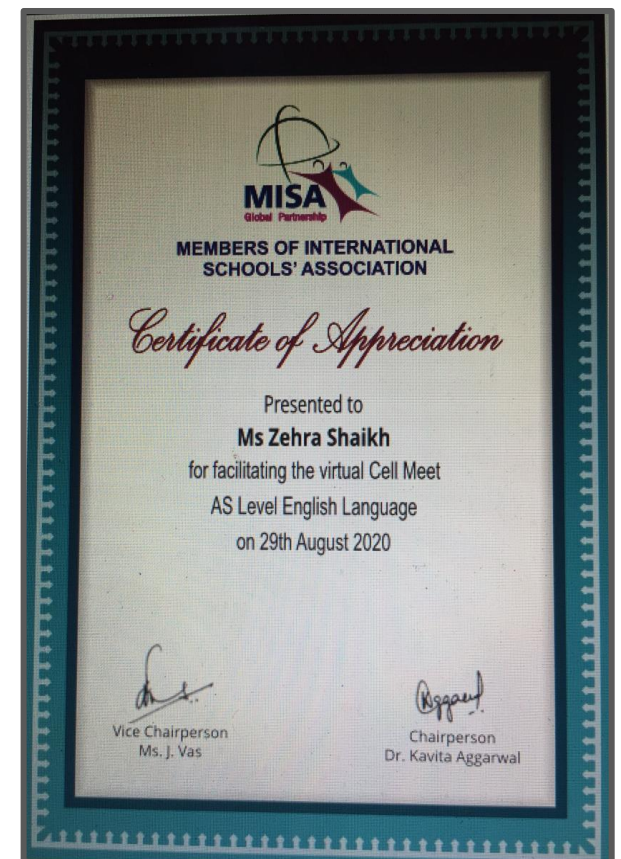 MISA
Global Partnership
MEMBERS OF INTERNATIONAL
SCHOOLS' ASSOCIATION
Certificate of Appreciation
Presented to
Ms Zehra Shaikh
for facilitating the virtual Cell Meet
AS Level English Language
on 29th August 2020
Vice Chairperson
Ms. J. Vas
Aggarwal
Chairperson
Dr. Kavita Aggarwal